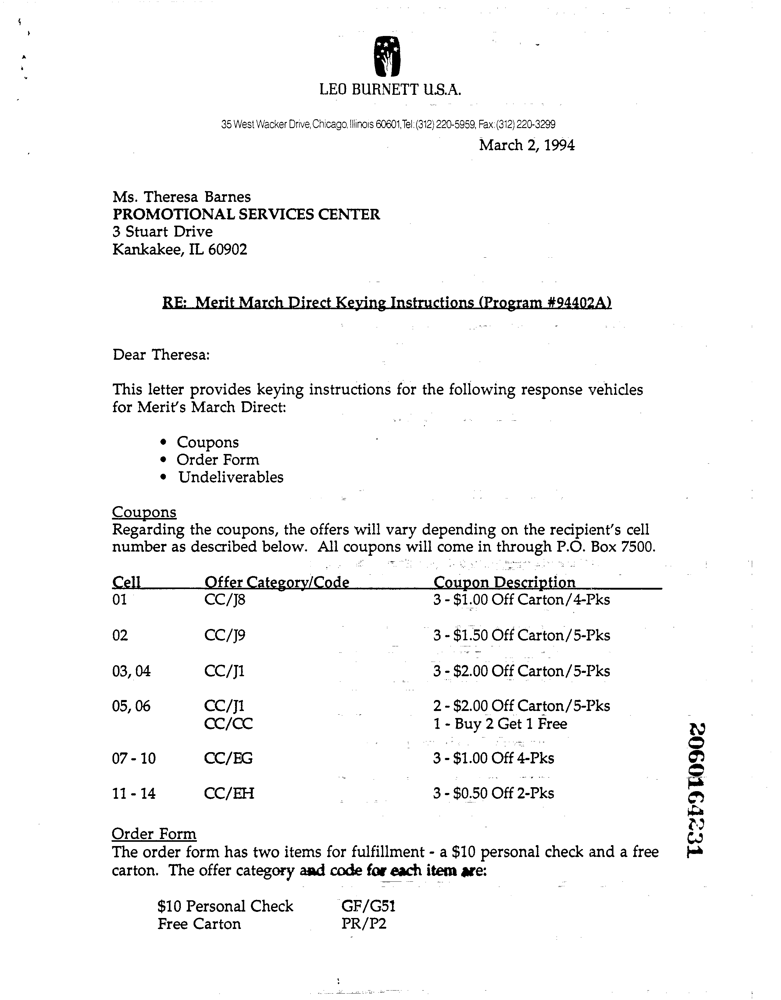 LEO BURNETT U.S.A.
35 West Wacker Drive, Chicago, Illinois 60601, Tel: (312) 220-5959, Fax: (312) 220-3299
March 2, 1994
Ms. Theresa Barnes
PROMOTIONAL SERVICES CENTER
3 Stuart Drive
Kankakee, IL 60902
RE: Merit March Direct Keying Instructions (Program #94402A)
Dear Theresa:
This letter provides keying instructions for the following response vehicles
for Merit's March Direct:
• Coupons
• Order Form
• Undeliverables
Coupons
Regarding the coupons, the offers will vary depending on the recipient's cell
number as described below. All coupons will come in through P.O. Box 7500.
Cell Offer Category/Code Coupon Description
01 CC/J8 3 - $1.00 Off Carton/4-Pks
02 CC/J9 3 - $1.50 Off Carton/5-Pks
03, 04 CC/J1 3 - $2.00 Off Carton/5-Pks
05, 06 CC/J1 2 - $2.00 Off Carton/5-Pks
CC/CC 1 - Buy 2 Get 1 Free
07 - 10 CC/EG 3 - $1.00 Off 4-Pks
11 - 14 CC/EH 3 - $0.50 Off 2-Pks
Order Form
The order form has two items for fulfillment - a $10 personal check and a free
carton. The offer category and code for each item are:
$10 Personal Check GF/G51
Free Carton PR/P2
2060164231